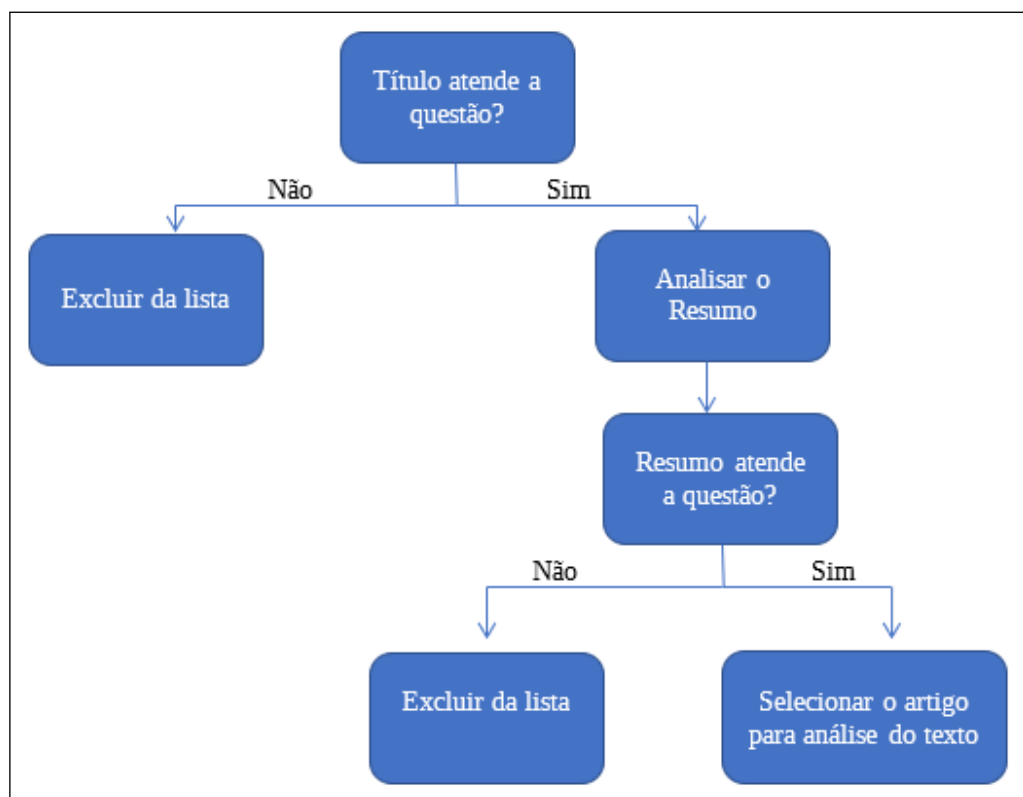 Título atende a
questão?
Não
Sim
Excluir da lista
Analisar o
Resumo
Resumo atende
a questão?
Não
Sim
Excluir da lista
Selecionar o artigo
para análise do texto